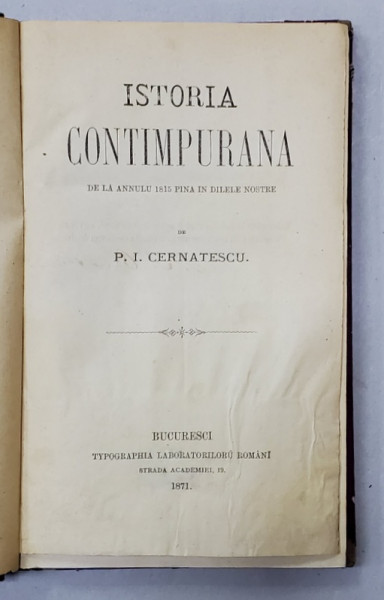 ISTORIA
CONTIMPURANA
DE LA ANNULU 1815 PINA IN DILELE NOSTRE
DE
P. I. CERNATESCU.
BUCURESCI
TYPOGRAPHIA LABORATORILORŬ ROMÂNĬ
STRADA ACADEMIEI, 19.
1871.